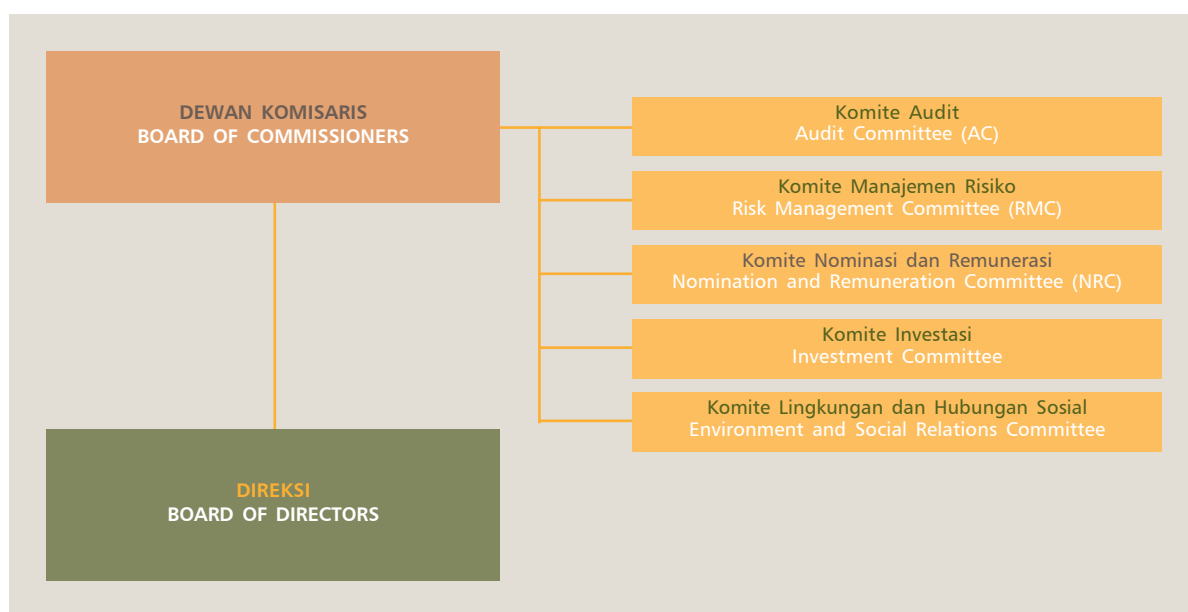 DEWAN KOMISARIS
BOARD OF COMMISSIONERS
Komite Audit
Audit Committee (AC)
Komite Manajemen Risiko
Risk Management Committee (RMC)
Komite Nominasi dan Remunerasi
Nomination and Remuneration Committee (NRC)
Komite Investasi
Investment Committee
Komite Lingkungan dan Hubungan Sosial
Environment and Social Relations Committee
DIREKSI
BOARD OF DIRECTORS